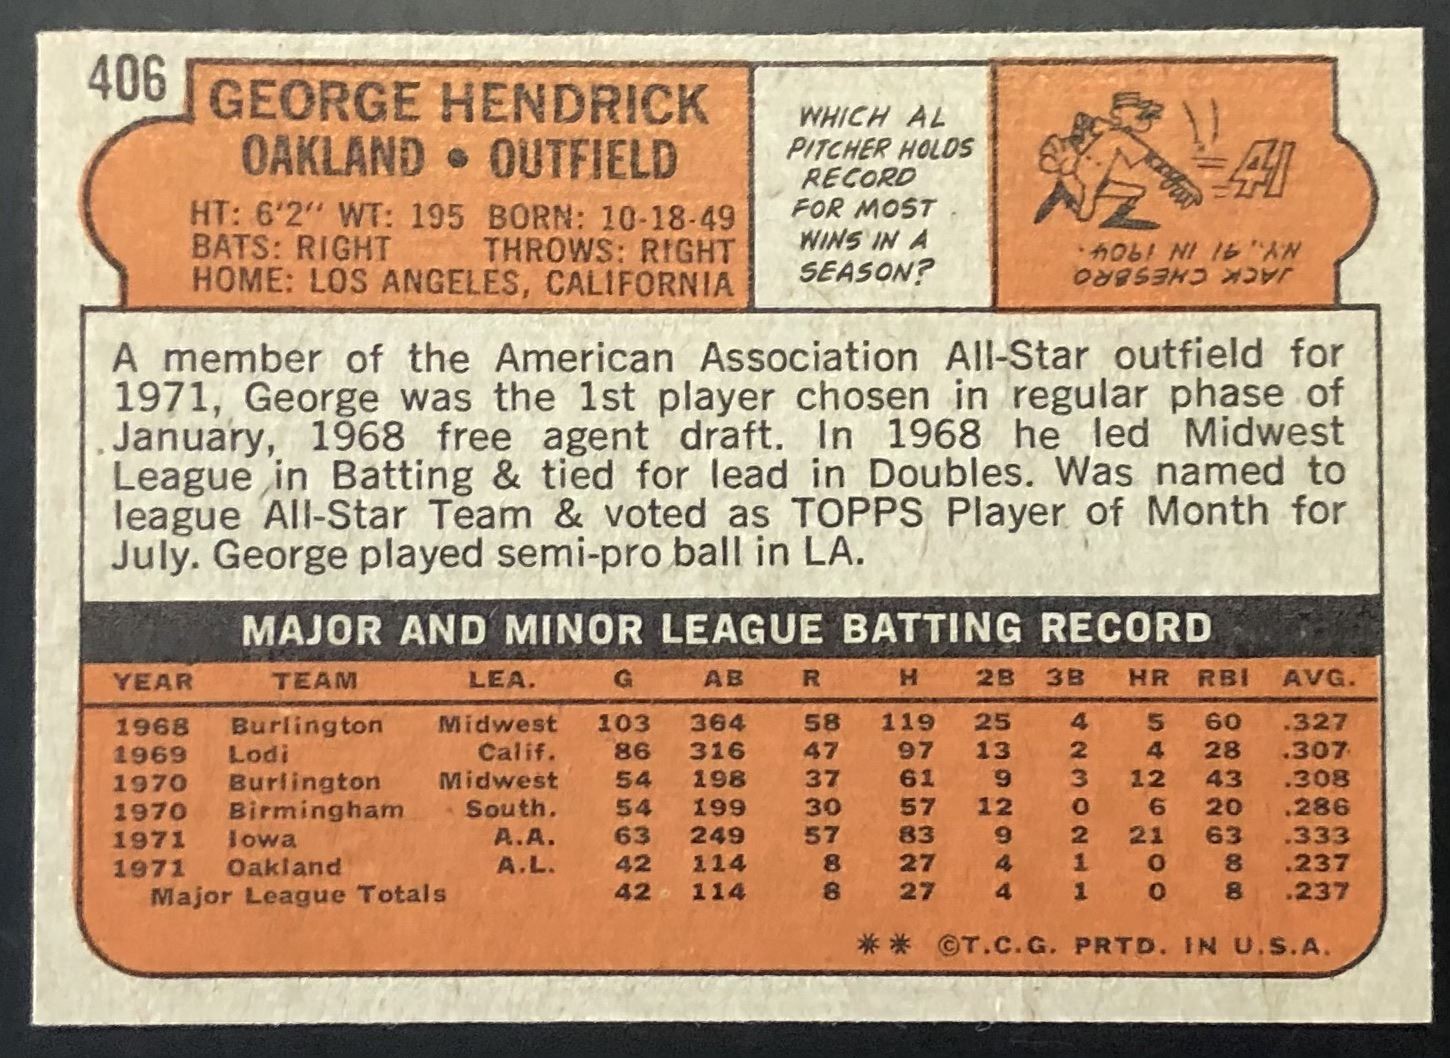 406
GEORGE HENDRICK
OAKLAND • OUTFIELD
HT: 6'2" WT: 195 BORN: 10-18-49
BATS: RIGHT THROWS: RIGHT
HOME: LOS ANGELES, CALIFORNIA
WHICH AL
PITCHER HOLDS
RECORD
FOR MOST
WINS IN A
SEASON?
41
JACK CHESBRO
N.Y., 91 IN 1904.
A member of the American Association All-Star outfield for
1971, George was the 1st player chosen in regular phase of
January, 1968 free agent draft. In 1968 he led Midwest
League in Batting & tied for lead in Doubles. Was named to
league All-Star Team & voted as TOPPS Player of Month for
July. George played semi-pro ball in LA.
MAJOR AND MINOR LEAGUE BATTING RECORD
YEAR TEAM LEA. G AB R H 2B 3B HR RBI AVG.
1968 Burlington Midwest 103 364 58 119 25 4 5 60 .327
1969 Lodi Calif. 86 316 47 97 13 2 4 28 .307
1970 Burlington Midwest 54 198 37 61 9 3 12 43 .308
1970 Birmingham South. 54 199 30 57 12 0 6 20 .286
1971 Iowa A.A. 63 249 57 83 9 2 21 63 .333
1971 Oakland A.L. 42 114 8 27 4 1 0 8 .237
Major League Totals 42 114 8 27 4 1 0 8 .237
** ©T.C.G. PRTD. IN U.S.A.